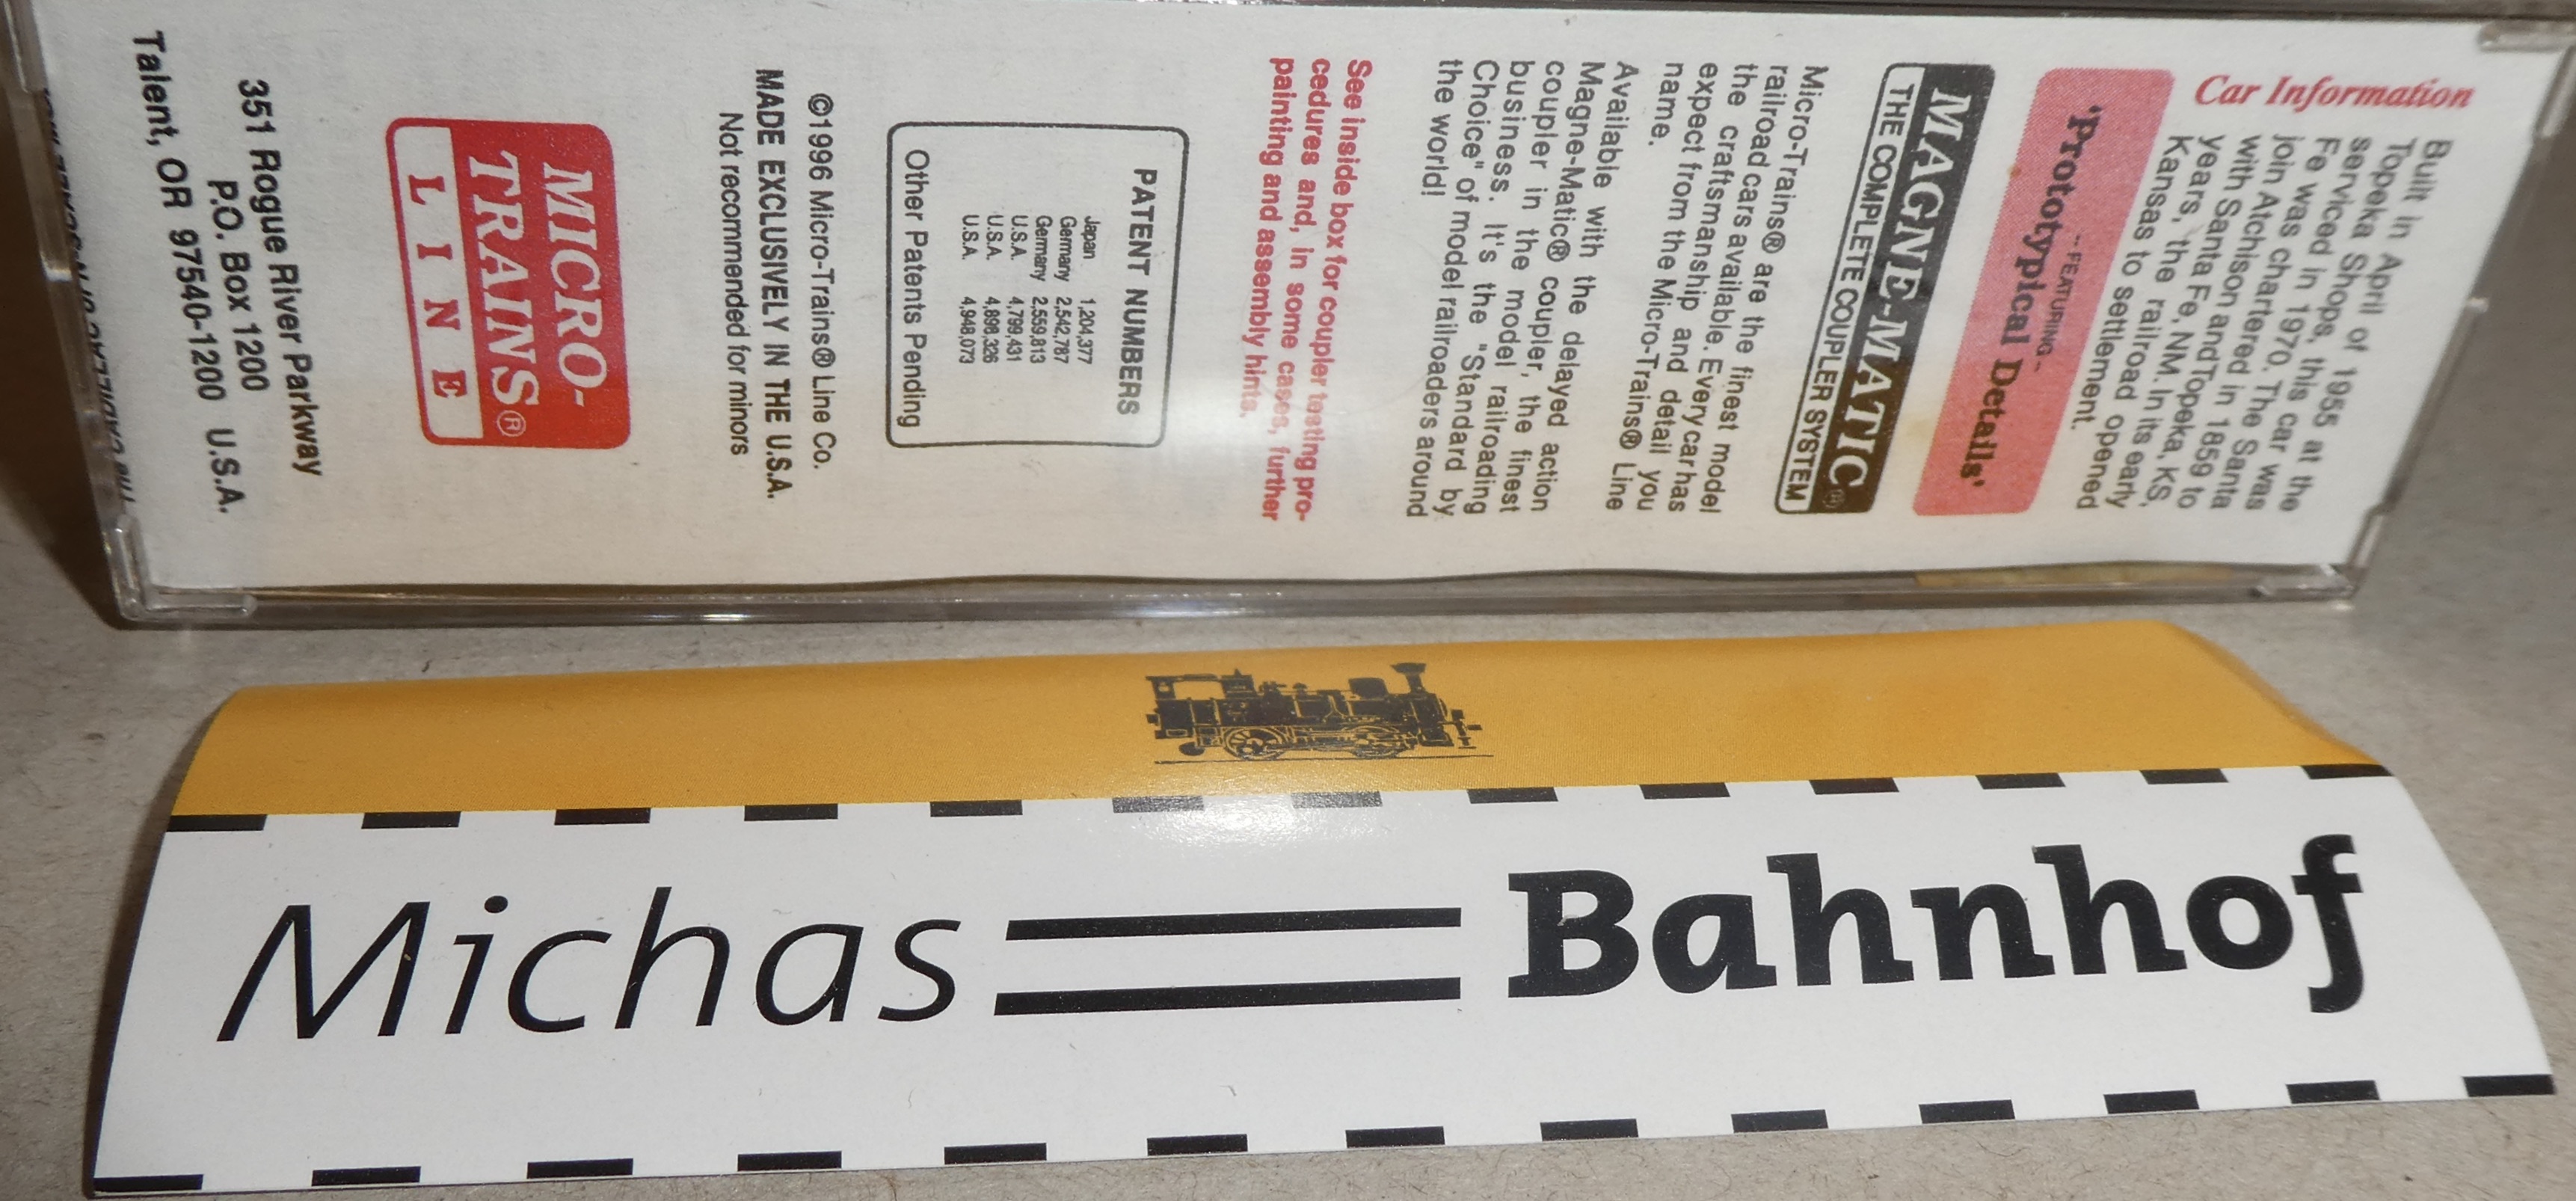 Car Information
Built in April of 1955 at the
Topeka Shops, this car was
serviced in 1970. The Santa
Fe was chartered in 1859 to
join Atchison and Topeka, KS,
with Santa Fe, NM. In its early
years, the railroad opened
Kansas to settlement.
- FEATURING -
'Prototypical Details'
MAGNE-MATIC®
THE COMPLETE COUPLER SYSTEM
Micro-Trains® are the finest model
railroad cars available. Every car has
the craftsmanship and detail you
expect from the Micro-Trains® Line
name.
Available with the delayed action
Magne-Matic® coupler, the finest
coupler in the model railroading
business. It's the "Standard by
Choice" of model railroaders around
the world!
See inside box for coupler testing pro-
cedures and, in some cases, further
painting and assembly hints.
PATENT NUMBERS
Japan 1,204,377
Germany 2,542,787
Germany 2,559,813
U.S.A. 4,799,431
U.S.A. 4,898,326
U.S.A. 4,948,073
Other Patents Pending
©1996 Micro-Trains® Line Co.
MADE EXCLUSIVELY IN THE U.S.A.
Not recommended for minors
MICRO-
TRAINS®
LINE
351 Rogue River Parkway
P.O. Box 1200
Talent, OR 97540-1200 U.S.A.
Michas Bahnhof